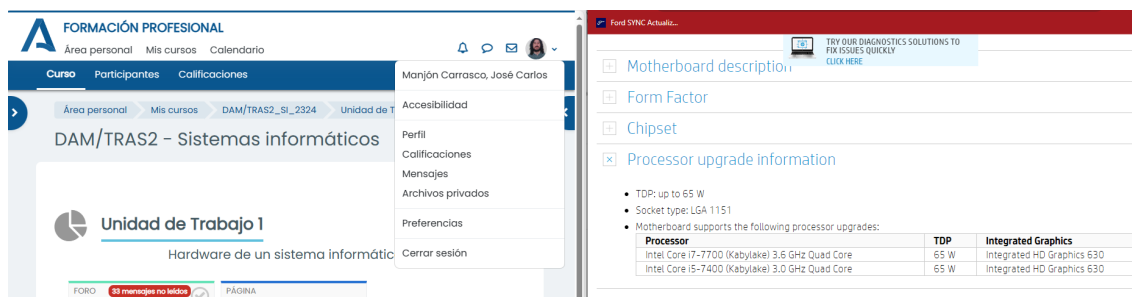 FORMACIÓN PROFESIONAL
Área personal Mis cursos Calendario
Curso Participantes Calificaciones
Manjón Carrasco, José Carlos
Accesibilidad
Perfil
Calificaciones
Mensajes
Archivos privados
Preferencias
Cerrar sesión
Área personal Mis cursos DAM/TRAS2_SI_2324 Unidad de T
DAM/TRAS2 - Sistemas informáticos
Unidad de Trabajo 1
Hardware de un sistema informátic
FORO 33 mensajes no leídos PÁGINA
Ford SYNC Actualiz...
TRY OUR DIAGNOSTICS SOLUTIONS TO
FIX ISSUES QUICKLY
CLICK HERE
Motherboard description
Form Factor
Chipset
Processor upgrade information
TDP: up to 65 W
Socket type: LGA 1151
Motherboard supports the following processor upgrades:
Processor TDP Integrated Graphics
Intel Core i7-7700 (Kabylake) 3.6 GHz Quad Core 65 W Integrated HD Graphics 630
Intel Core i5-7400 (Kabylake) 3.0 GHz Quad Core 65 W Integrated HD Graphics 630